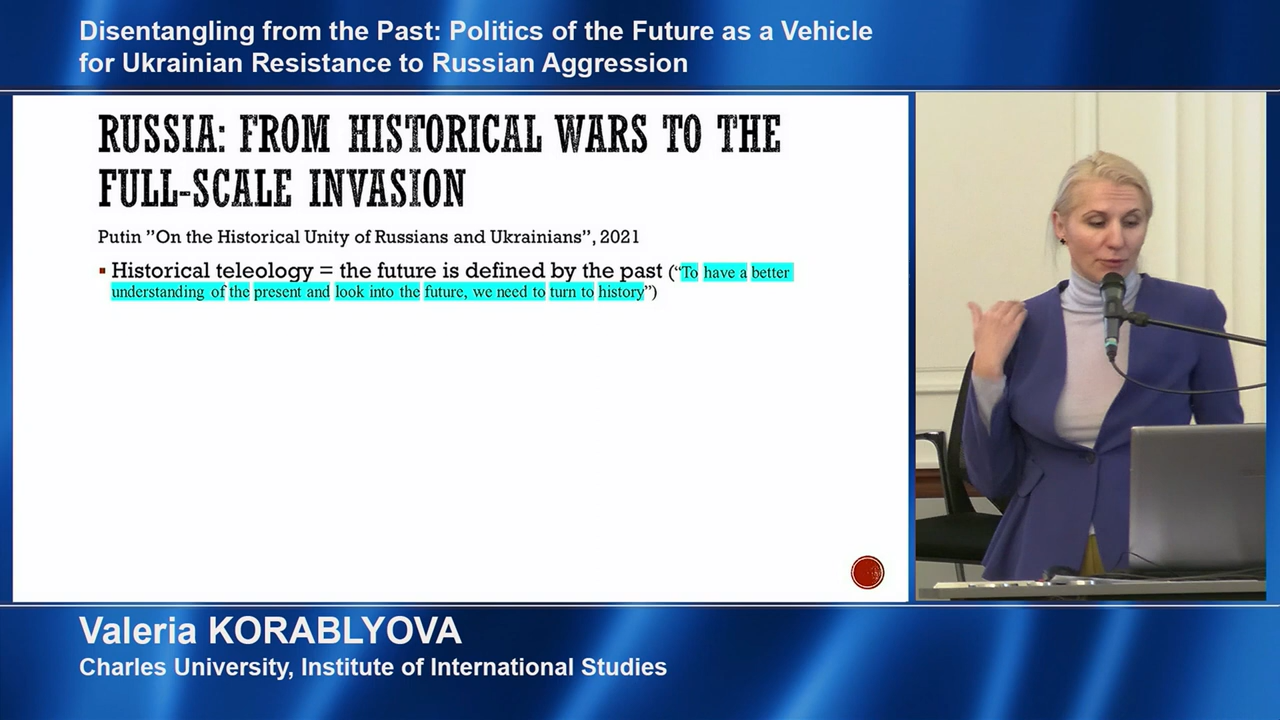 Disentangling from the Past: Politics of the Future as a Vehicle
for Ukrainian Resistance to Russian Aggression
RUSSIA: FROM HISTORICAL WARS TO THE
FULL-SCALE INVASION
Putin ”On the Historical Unity of Russians and Ukrainians”, 2021
▪ Historical teleology = the future is defined by the past (“To have a better
understanding of the present and look into the future, we need to turn to history”)
Valeria KORABLYOVA
Charles University, Institute of International Studies